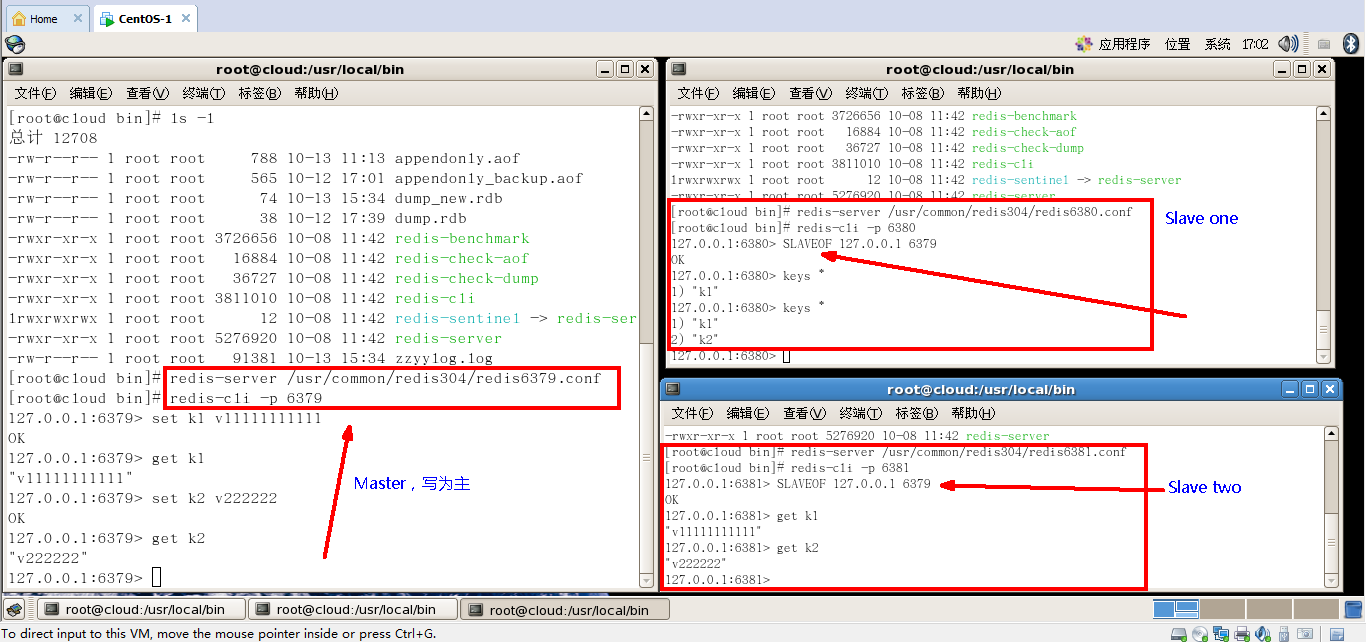 Home
CentOS-1
应用程序 位置 系统 17:02
root@cloud:/usr/local/bin
文件(F) 编辑(E) 查看(V) 终端(T) 标签(B) 帮助(H)
[root@cloud bin]# ls -l
总计 12708
-rw-r--r-- 1 root root 788 10-13 11:13 appendonly.aof
-rw-r--r-- 1 root root 565 10-12 17:01 appendonly_backup.aof
-rw-r--r-- 1 root root 74 10-13 15:34 dump_new.rdb
-rw-r--r-- 1 root root 38 10-12 17:39 dump.rdb
-rwxr-xr-x 1 root root 3726656 10-08 11:42 redis-benchmark
-rwxr-xr-x 1 root root 16884 10-08 11:42 redis-check-aof
-rwxr-xr-x 1 root root 36727 10-08 11:42 redis-check-dump
-rwxr-xr-x 1 root root 3811010 10-08 11:42 redis-cli
lrwxrwxrwx 1 root root 12 10-08 11:42 redis-sentinel -> redis-ser
-rwxr-xr-x 1 root root 5276920 10-08 11:42 redis-server
-rw-r--r-- 1 root root 91381 10-13 15:34 zzyylog.log
[root@cloud bin]# redis-server /usr/common/redis304/redis6379.conf
[root@cloud bin]# redis-cli -p 6379
127.0.0.1:6379> set k1 v11111111111
OK
127.0.0.1:6379> get k1
"v11111111111"
127.0.0.1:6379> set k2 v222222
OK
127.0.0.1:6379> get k2
"v222222"
127.0.0.1:6379>
Master，写为主
root@cloud:/usr/local/bin
文件(F) 编辑(E) 查看(V) 终端(T) 标签(B) 帮助(H)
-rwxr-xr-x 1 root root 3726656 10-08 11:42 redis-benchmark
-rwxr-xr-x 1 root root 16884 10-08 11:42 redis-check-aof
-rwxr-xr-x 1 root root 36727 10-08 11:42 redis-check-dump
-rwxr-xr-x 1 root root 3811010 10-08 11:42 redis-cli
lrwxrwxrwx 1 root root 12 10-08 11:42 redis-sentinel -> redis-server
-rwxr-xr-x 1 root root 5276920 10-08 11:42 redis-server
[root@cloud bin]# redis-server /usr/common/redis304/redis6380.conf
[root@cloud bin]# redis-cli -p 6380
127.0.0.1:6380> SLAVEOF 127.0.0.1 6379
OK
127.0.0.1:6380> keys *
1) "k1"
127.0.0.1:6380> keys *
1) "k1"
2) "k2"
127.0.0.1:6380>
Slave one
root@cloud:/usr/local/bin
文件(F) 编辑(E) 查看(V) 终端(T) 标签(B) 帮助(H)
-rwxr-xr-x 1 root root 5276920 10-08 11:42 redis-server
[root@cloud bin]# redis-server /usr/common/redis304/redis6381.conf
[root@cloud bin]# redis-cli -p 6381
127.0.0.1:6381> SLAVEOF 127.0.0.1 6379
OK
127.0.0.1:6381> get k1
"v11111111111"
127.0.0.1:6381> get k2
"v222222"
127.0.0.1:6381>
Slave two
root@cloud:/usr/local/bin
root@cloud:/usr/local/bin
root@cloud:/usr/local/bin
To direct input to this VM, move the mouse pointer inside or press Ctrl+G.